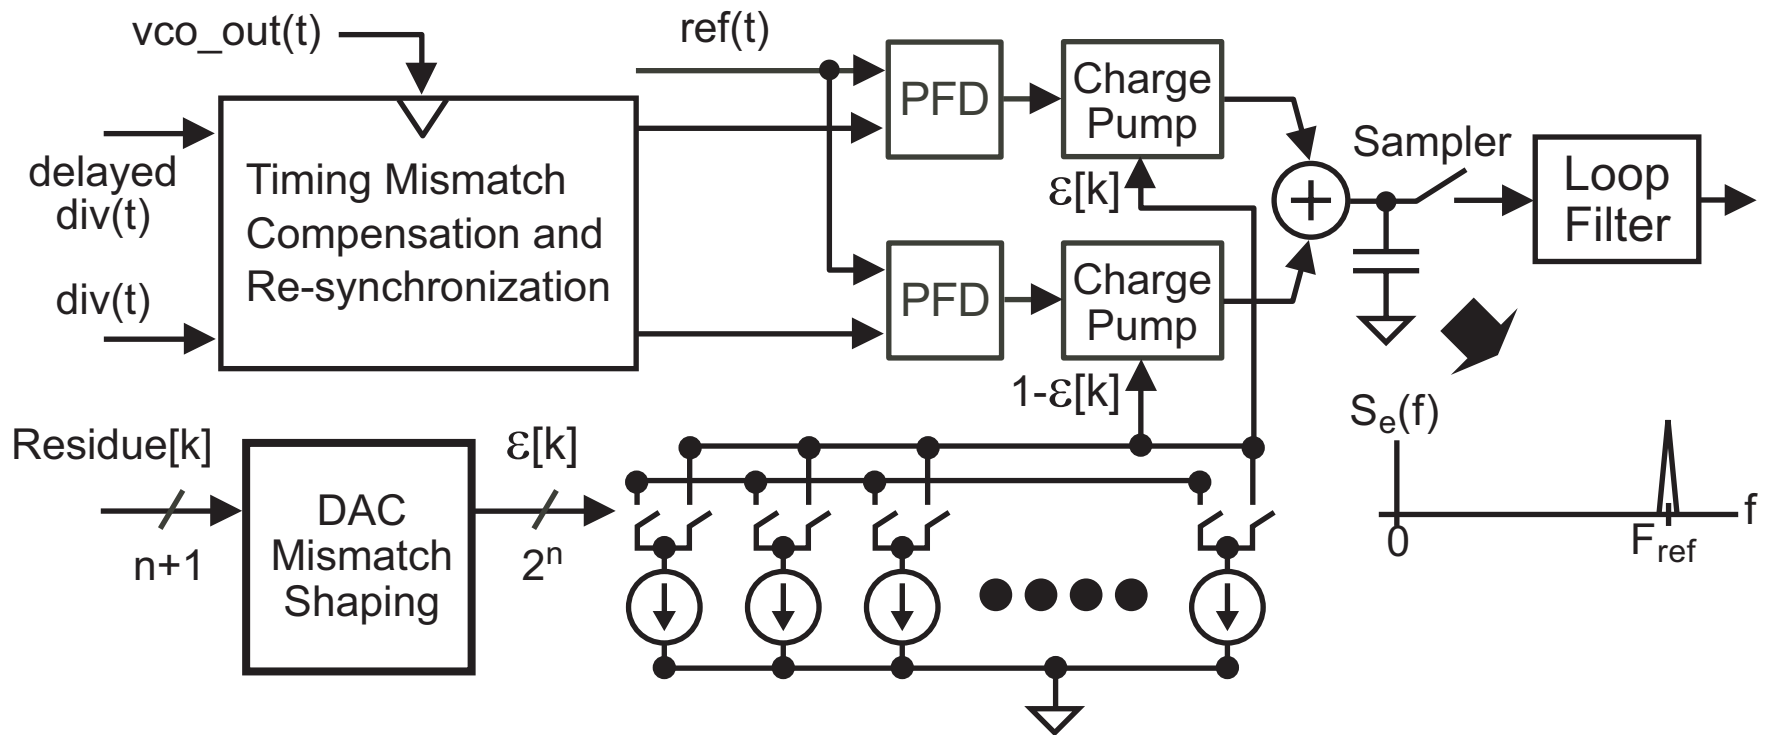 vco_out(t)
ref(t)
delayed
div(t)
div(t)
Timing Mismatch
Compensation and
Re-synchronization
PFD
Charge
Pump
ε[k]
PFD
Charge
Pump
1-ε[k]
+
Sampler
Loop
Filter
Residue[k]
n+1
DAC
Mismatch
Shaping
ε[k]
2ⁿ
Sₑ(f)
0
F_ref
f